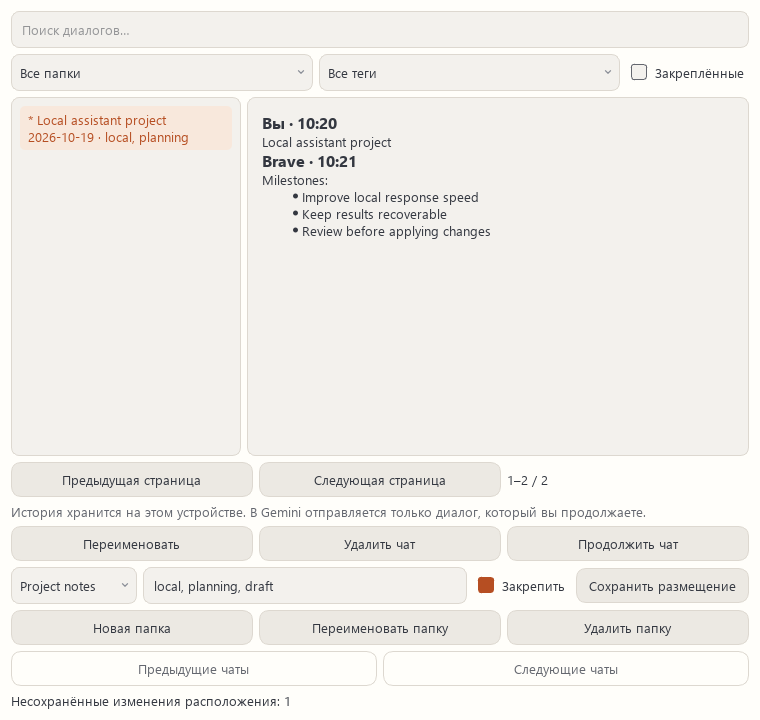 Поиск диалогов...
Все папки
Все теги
Закреплённые
* Local assistant project
2026-10-19 · local, planning
Вы · 10:20
Local assistant project
Brave · 10:21
Milestones:
• Improve local response speed
• Keep results recoverable
• Review before applying changes
Предыдущая страница
Следующая страница
1–2 / 2
История хранится на этом устройстве. В Gemini отправляется только диалог, который вы продолжаете.
Переименовать
Удалить чат
Продолжить чат
Project notes
local, planning, draft
Закрепить
Сохранить размещение
Новая папка
Переименовать папку
Удалить папку
Предыдущие чаты
Следующие чаты
Несохранённые изменения расположения: 1